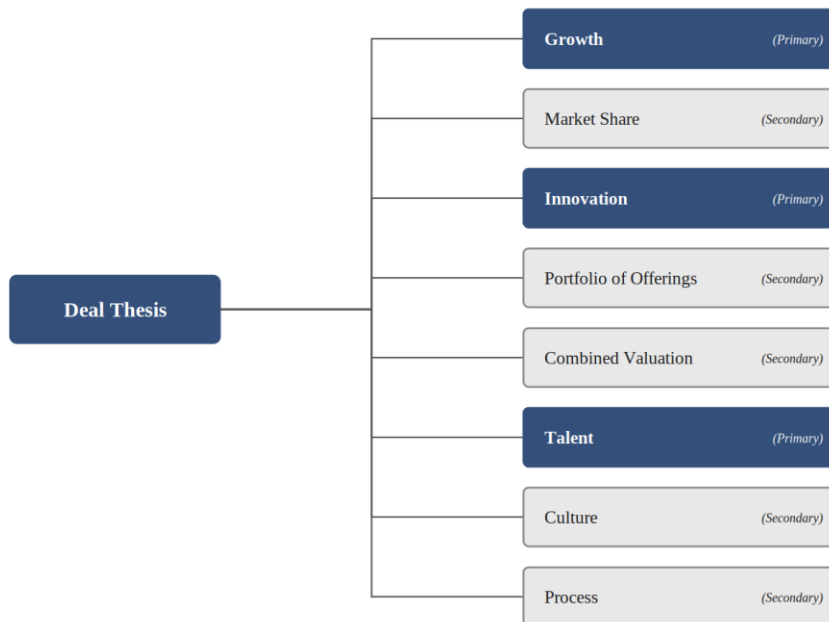 Growth (Primary)
Market Share (Secondary)
Innovation (Primary)
Portfolio of Offerings (Secondary)
Deal Thesis
Combined Valuation (Secondary)
Talent (Primary)
Culture (Secondary)
Process (Secondary)